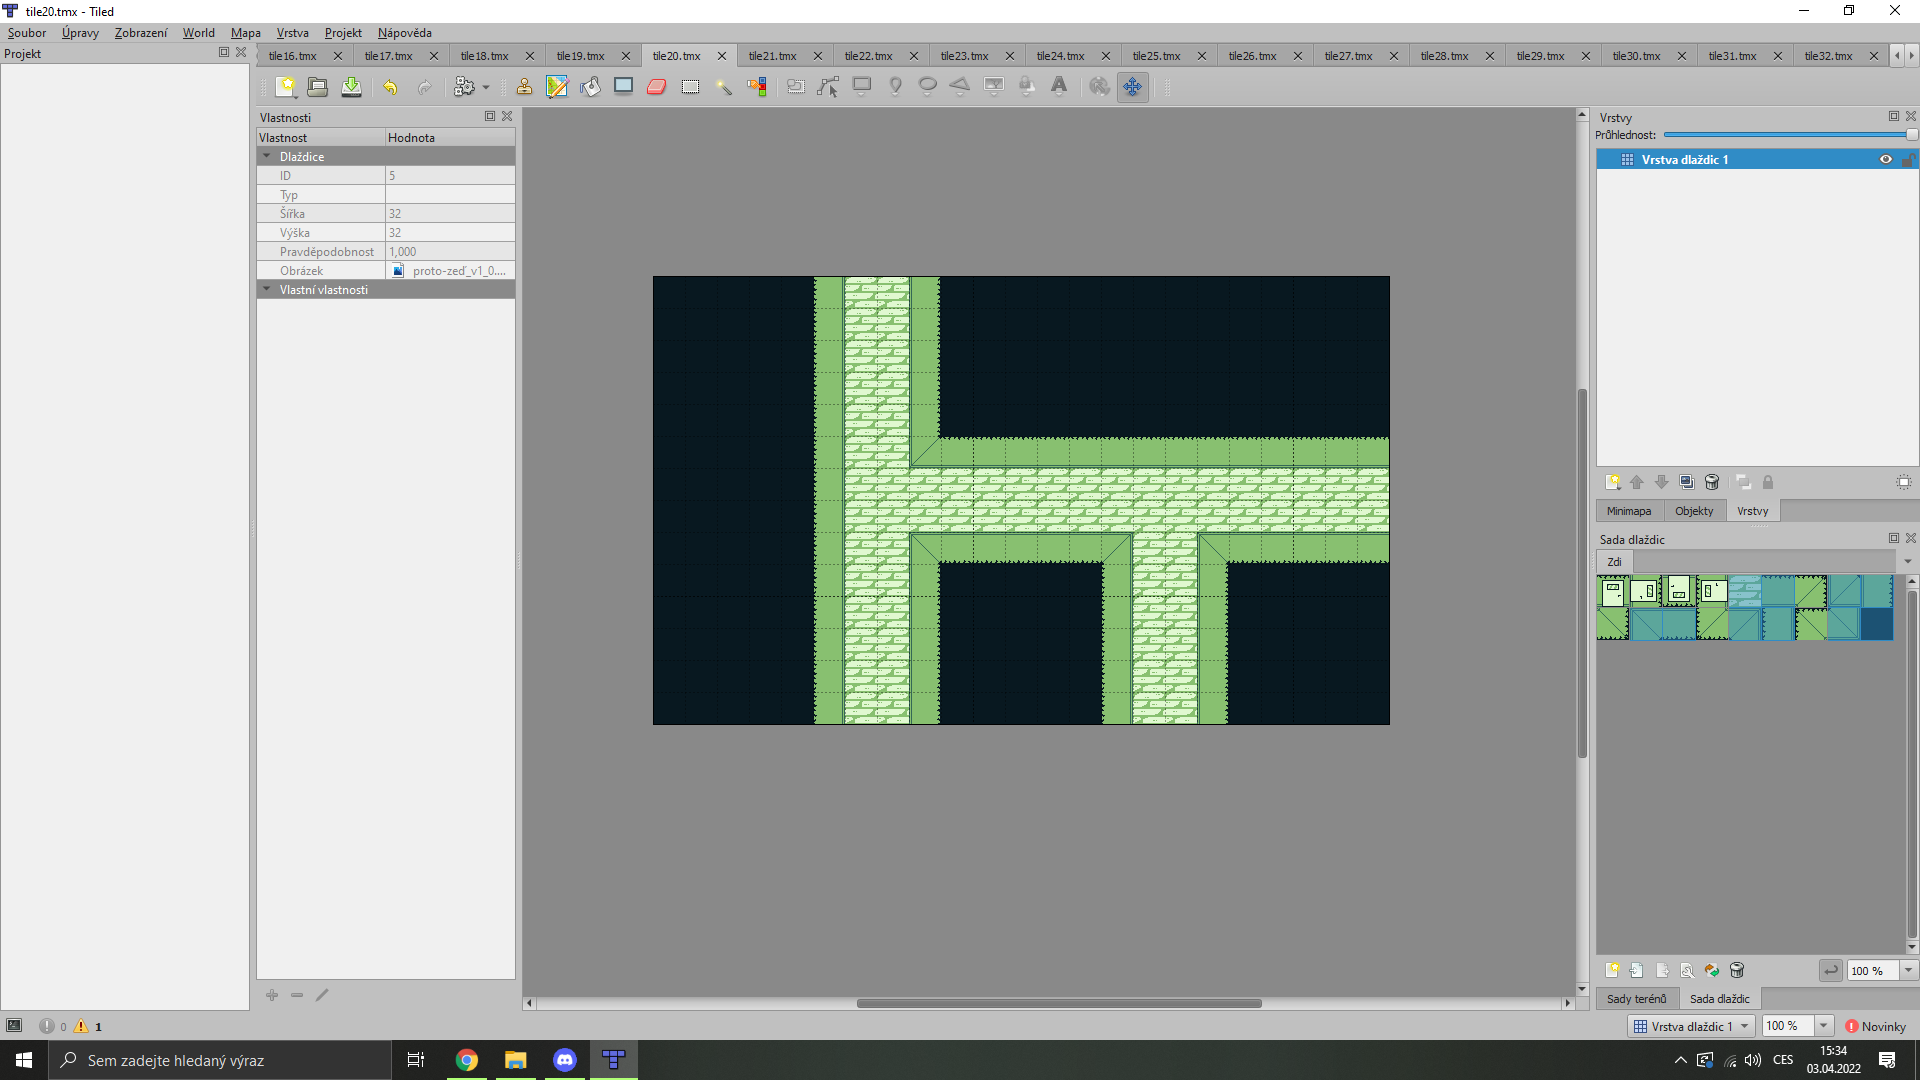 tile20.tmx - Tiled
Soubor Úpravy Zobrazení World Mapa Vrstva Projekt Nápověda
Projekt
tile16.tmx tile17.tmx tile18.tmx tile19.tmx tile20.tmx tile21.tmx tile22.tmx tile23.tmx tile24.tmx tile25.tmx tile26.tmx tile27.tmx tile28.tmx tile29.tmx tile30.tmx tile31.tmx tile32.tmx
Vlastnosti
Vlastnost Hodnota
Dlaždice
ID 5
Typ
Šířka 32
Výška 32
Pravděpodobnost 1,000
Obrázek proto-zeď_v1_0....
Vlastní vlastnosti
Vrstvy
Průhlednost:
Vrstva dlaždic 1
Minimapa Objekty Vrstvy
Sada dlaždic
Zdi
100 %
Sady terénů Sada dlaždic
0 1
Vrstva dlaždic 1 100 % Novinky
Sem zadejte hledaný výraz
CES
15:34
03.04.2022